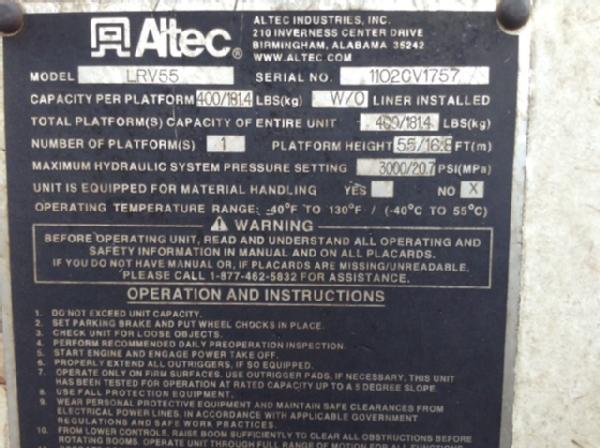 Altec®
ALTEC INDUSTRIES, INC.
210 INVERNESS CENTER DRIVE
BIRMINGHAM, ALABAMA 35242
WWW.ALTEC.COM
MODEL LRV55 SERIAL NO. 1102CV1757
CAPACITY PER PLATFORM 400/181.4 LBS(kg) W/O LINER INSTALLED
TOTAL PLATFORM(S) CAPACITY OF ENTIRE UNIT 400/181.4 LBS(kg)
NUMBER OF PLATFORM(S) 1 PLATFORM HEIGHT 55/16.8 FT(m)
MAXIMUM HYDRAULIC SYSTEM PRESSURE SETTING 3000/20.7 PSI(MPa)
UNIT IS EQUIPPED FOR MATERIAL HANDLING YES NO X
OPERATING TEMPERATURE RANGE: -40°F TO 130°F / (-40°C TO 55°C)
WARNING
BEFORE OPERATING UNIT, READ AND UNDERSTAND ALL OPERATING AND
SAFETY INFORMATION IN MANUAL AND ON ALL PLACARDS.
IF YOU DO NOT HAVE MANUAL OR, IF PLACARDS ARE MISSING/UNREADABLE,
PLEASE CALL 1-877-462-5832 FOR ASSISTANCE.
OPERATION AND INSTRUCTIONS
1. DO NOT EXCEED UNIT CAPACITY.
2. SET PARKING BRAKE AND PUT WHEEL CHOCKS IN PLACE.
3. CHECK UNIT FOR LOOSE OBJECTS.
4. PERFORM RECOMMENDED DAILY PREOPERATION INSPECTION.
5. START ENGINE AND ENGAGE POWER TAKE OFF.
6. PROPERLY EXTEND ALL OUTRIGGERS, IF SO EQUIPPED.
7. OPERATE ONLY ON FIRM SURFACES. USE OUTRIGGER PADS, IF NECESSARY. THIS UNIT
HAS BEEN TESTED FOR OPERATION AT RATED CAPACITY UP TO A 5 DEGREE SLOPE.
8. USE FALL PROTECTION EQUIPMENT.
9. WEAR PERSONAL PROTECTIVE EQUIPMENT AND MAINTAIN SAFE CLEARANCES FROM
ELECTRICAL POWER LINES, IN ACCORDANCE WITH APPLICABLE GOVERNMENT
REGULATIONS AND SAFE WORK PRACTICES.
10. FROM LOWER CONTROLS, RAISE BOOM SUFFICIENTLY TO CLEAR ALL OBSTRUCTIONS BEFORE
ROTATING BOOMS. OPERATE UNIT THROUGH FULL RANGE OF MOTION FOR ALL FUNCTIONS